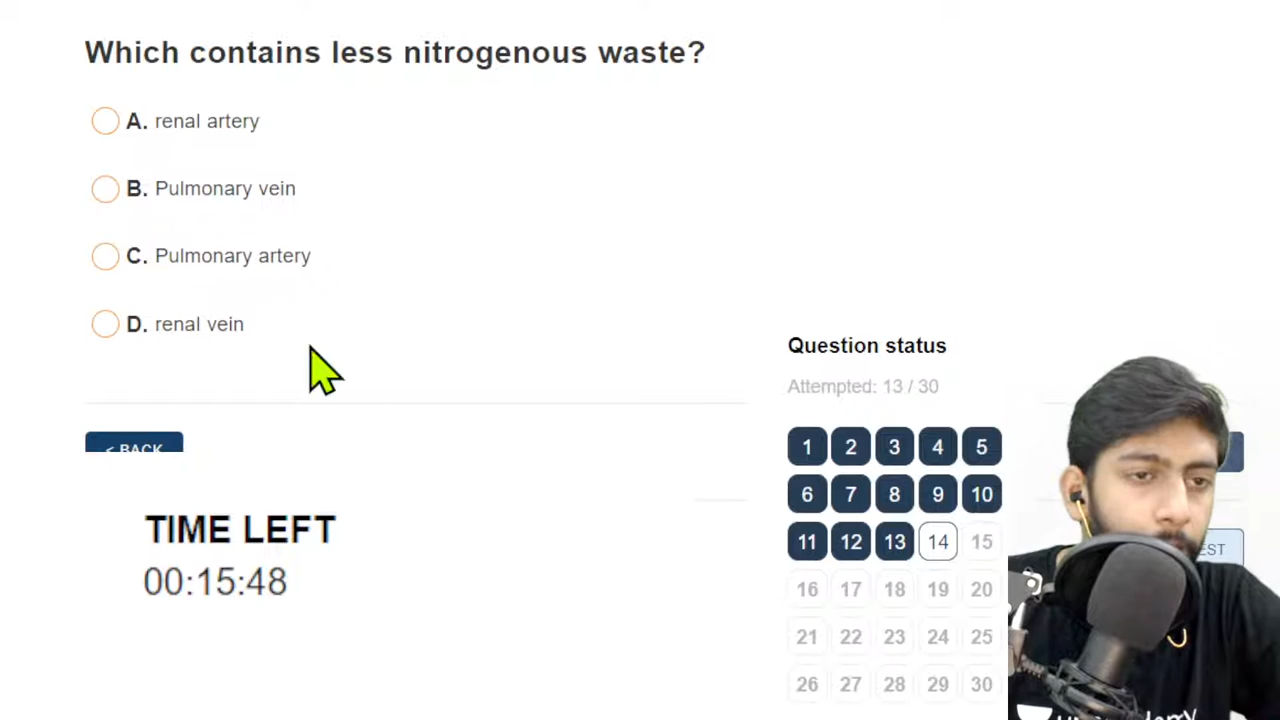 Which contains less nitrogenous waste?
A. renal artery
B. Pulmonary vein
C. Pulmonary artery
D. renal vein
Question status
Attempted: 13 / 30
1 2 3 4 5
< BACK
6 7 8 9 10
TIME LEFT
11 12 13 14 15
EST
00:15:48
16 17 18 19 20
21 22 23 24 25
26 27 28 29 30